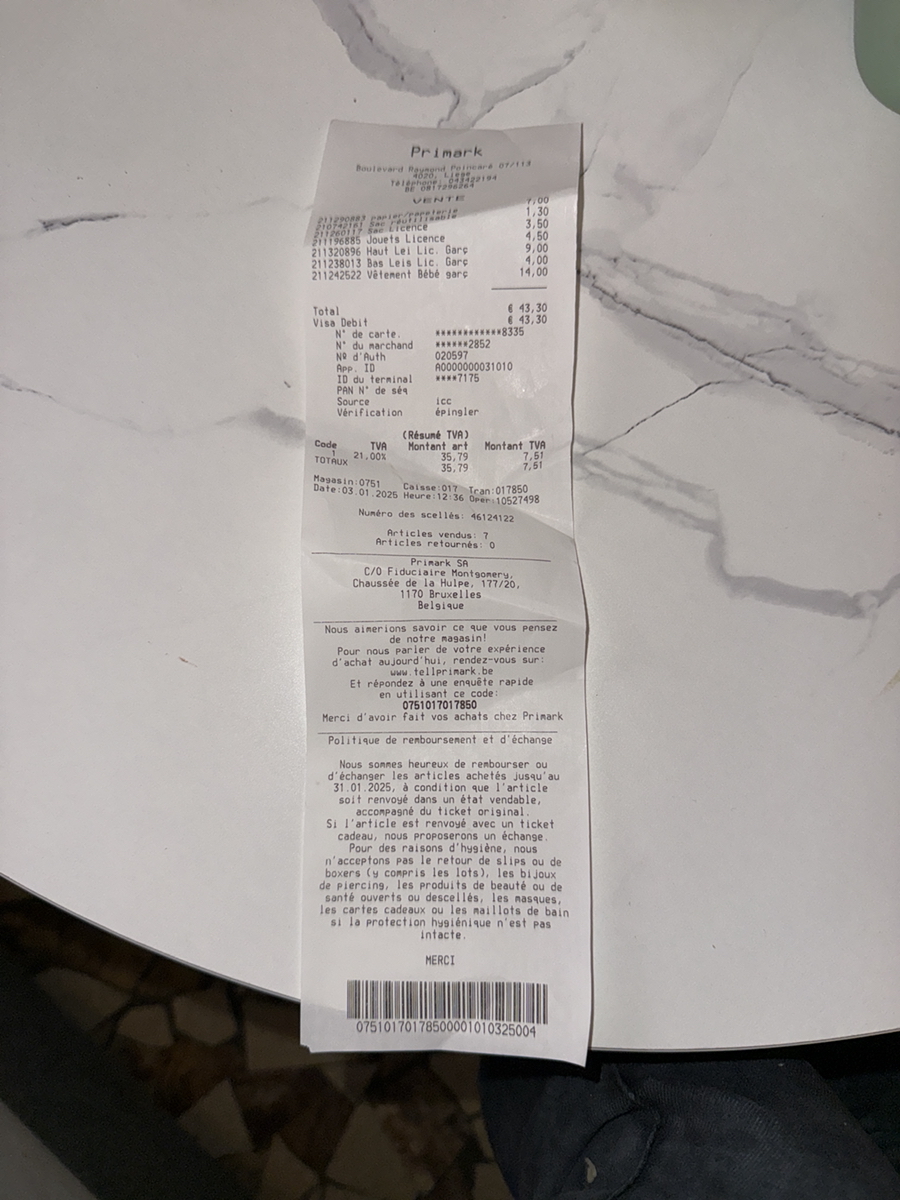 Primark
Boulevard Raymond Poincaré 07/113
4020, Liege
Téléphone: 043422194
BE 0817296264
VENTE
211290883 papier/papeterie 7,00
210742161 Sac réutilisable 1,30
211260117 Sac Licence 3,50
211196885 Jouets Licence 4,50
211320896 Haut Lei Lic. Garç 9,00
211238013 Bas Leis Lic. Garç 4,00
211242522 Vêtement Bébé garç 14,00
Total € 43,30
Visa Debit € 43,30
N° de carte. ************8335
N° du marchand ******2852
Nº d'Auth 020597
App. ID A0000000031010
ID du terminal ****7175
PAN N° de séq
Source icc
Vérification épingler
(Résumé TVA)
Code TVA Montant art Montant TVA
1 21,00% 35,79 7,51
TOTAUX 35,79 7,51
Magasin:0751 Caisse:017 Tran:017850
Date:03.01.2025 Heure:12:36 Oper:10527498
Numéro des scellés: 46124122
Articles vendus: 7
Articles retournés: 0
Primark SA
C/O Fiduciaire Montgomery,
Chaussée de la Hulpe, 177/20,
1170 Bruxelles
Belgique
Nous aimerions savoir ce que vous pensez
de notre magasin!
Pour nous parler de votre expérience
d'achat aujourd'hui, rendez-vous sur:
www.tellprimark.be
Et répondez à une enquête rapide
en utilisant ce code:
0751017017850
Merci d'avoir fait vos achats chez Primark
Politique de remboursement et d'échange
Nous sommes heureux de rembourser ou
d'échanger les articles achetés jusqu'au
31.01.2025, à condition que l'article
soit renvoyé dans un état vendable,
accompagné du ticket original.
Si l'article est renvoyé avec un ticket
cadeau, nous proposerons un échange.
Pour des raisons d'hygiène, nous
n'acceptons pas le retour de slips ou de
boxers (y compris les lots), les bijoux
de piercing, les produits de beauté ou de
santé ouverts ou descellés, les masques,
les cartes cadeaux ou les maillots de bain
si la protection hygiénique n'est pas
intacte.
MERCI
07510170178500001010325004